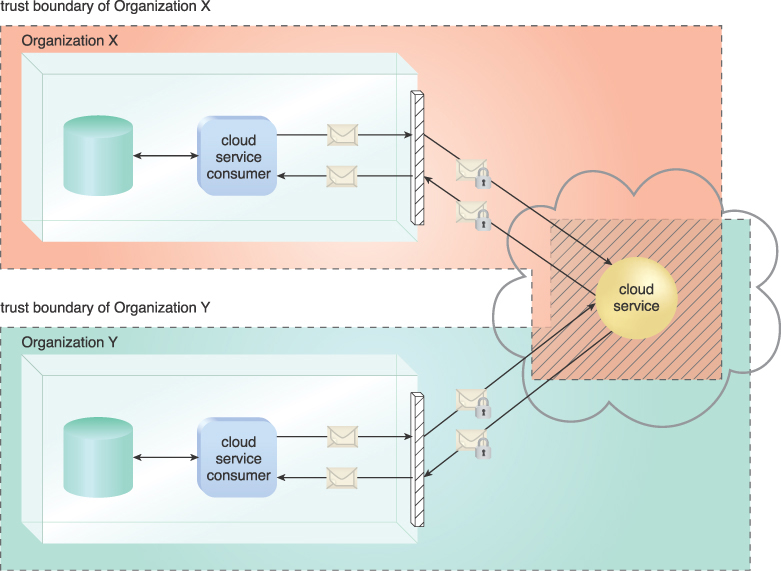 trust boundary of Organization X
Organization X
cloud
service
consumer
cloud
service
trust boundary of Organization Y
Organization Y
cloud
service
consumer